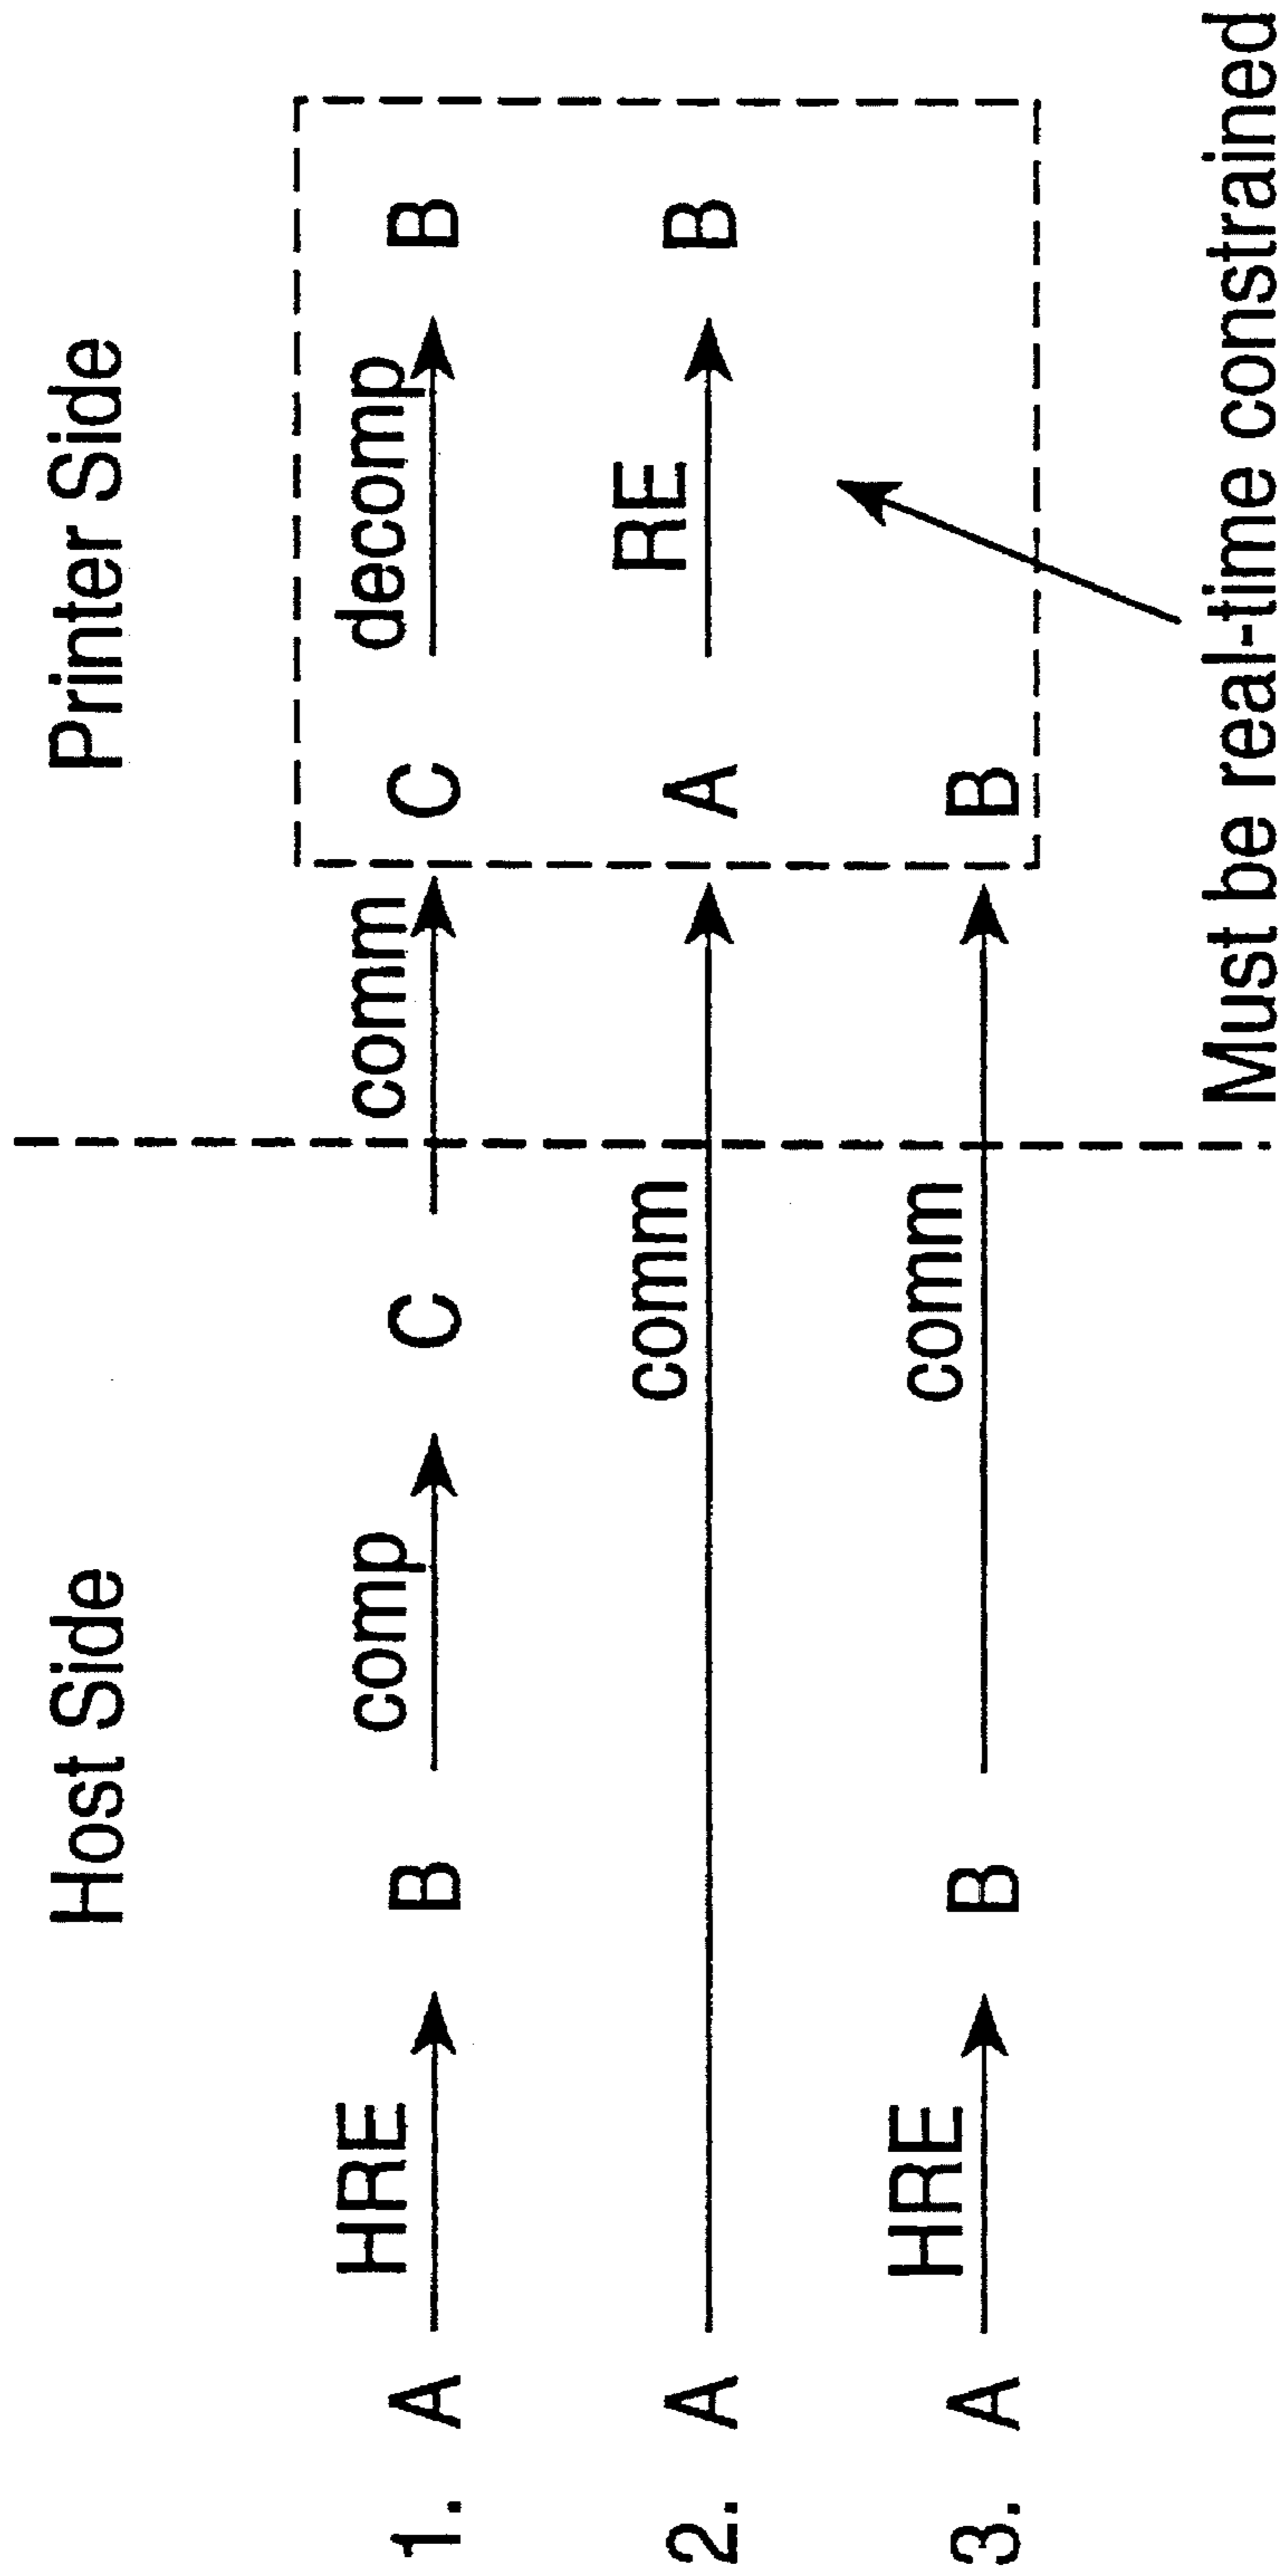 Host Side Printer Side
1. A HRE B comp C comm C decomp B
2. A comm A RE B
3. A HRE B comm B
Must be real-time constrained